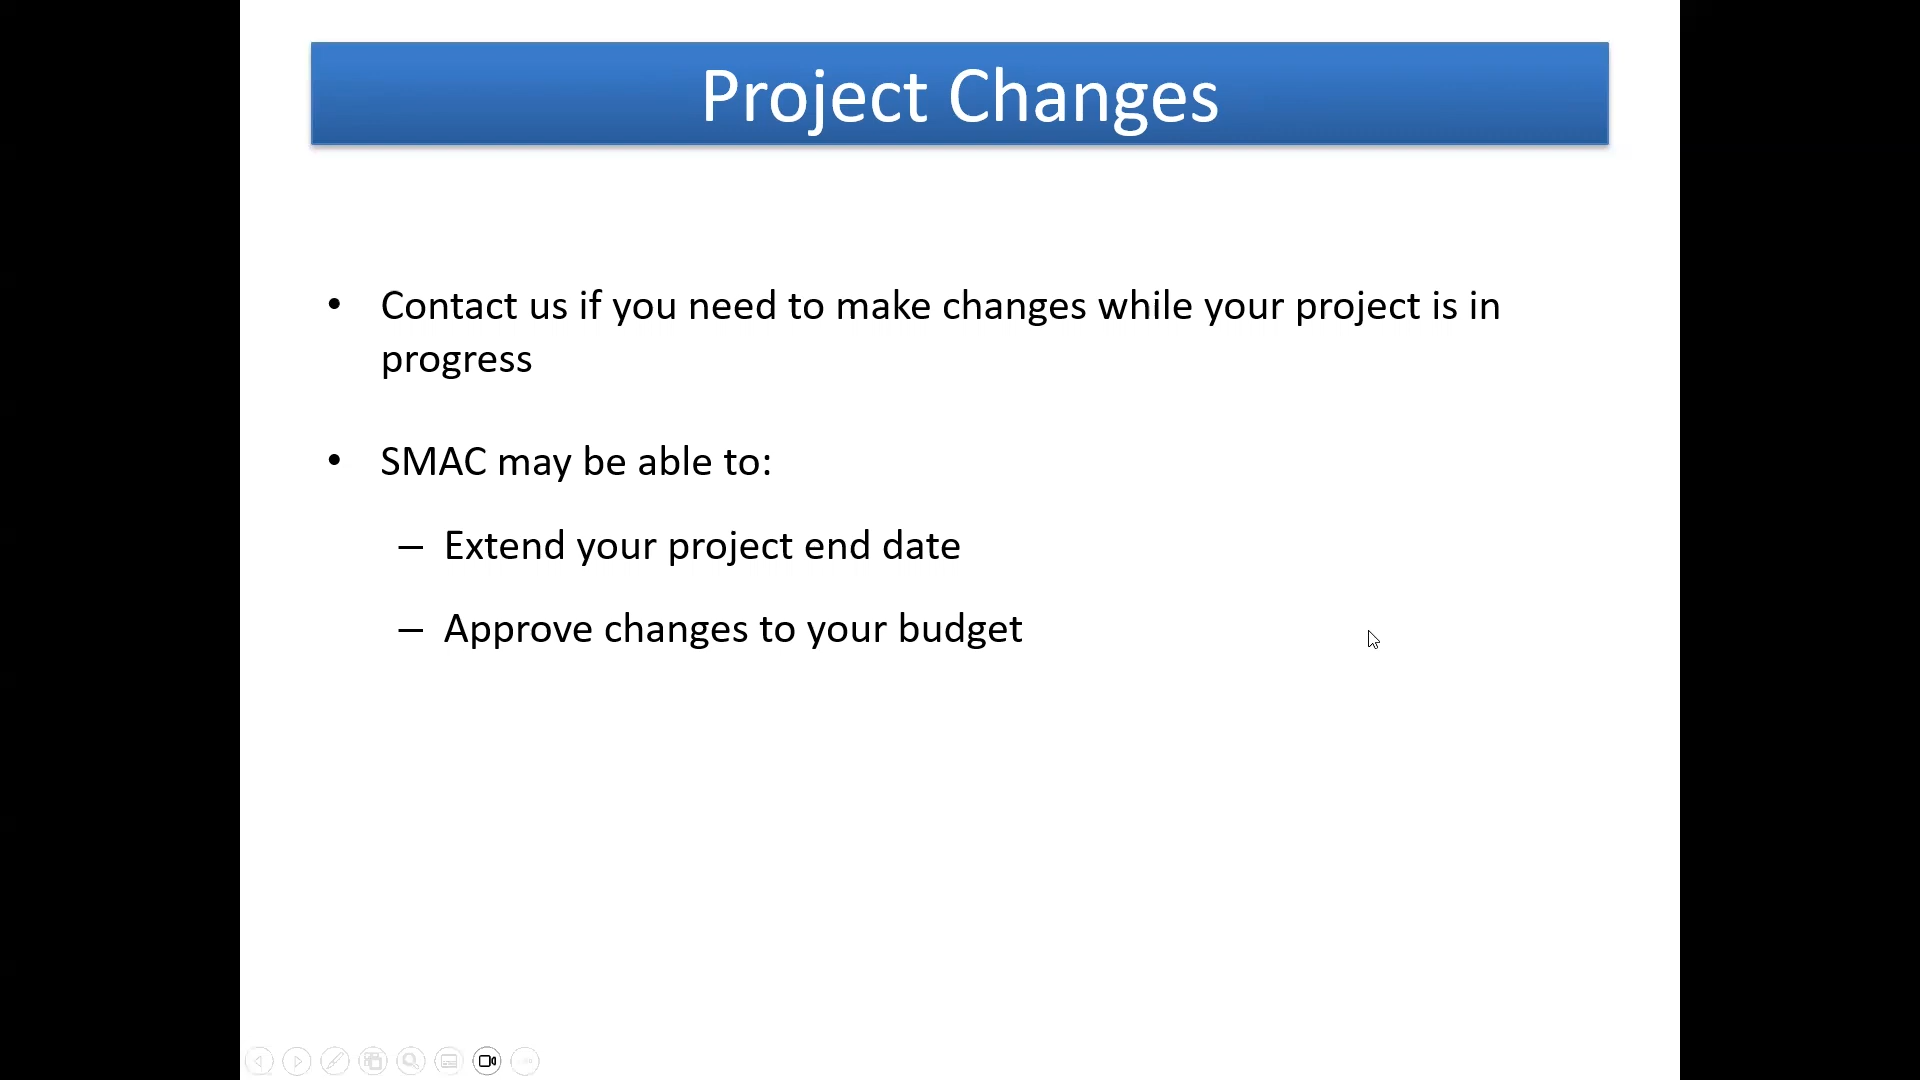 Project Changes
• Contact us if you need to make changes while your project is in
progress
• SMAC may be able to:
– Extend your project end date
– Approve changes to your budget